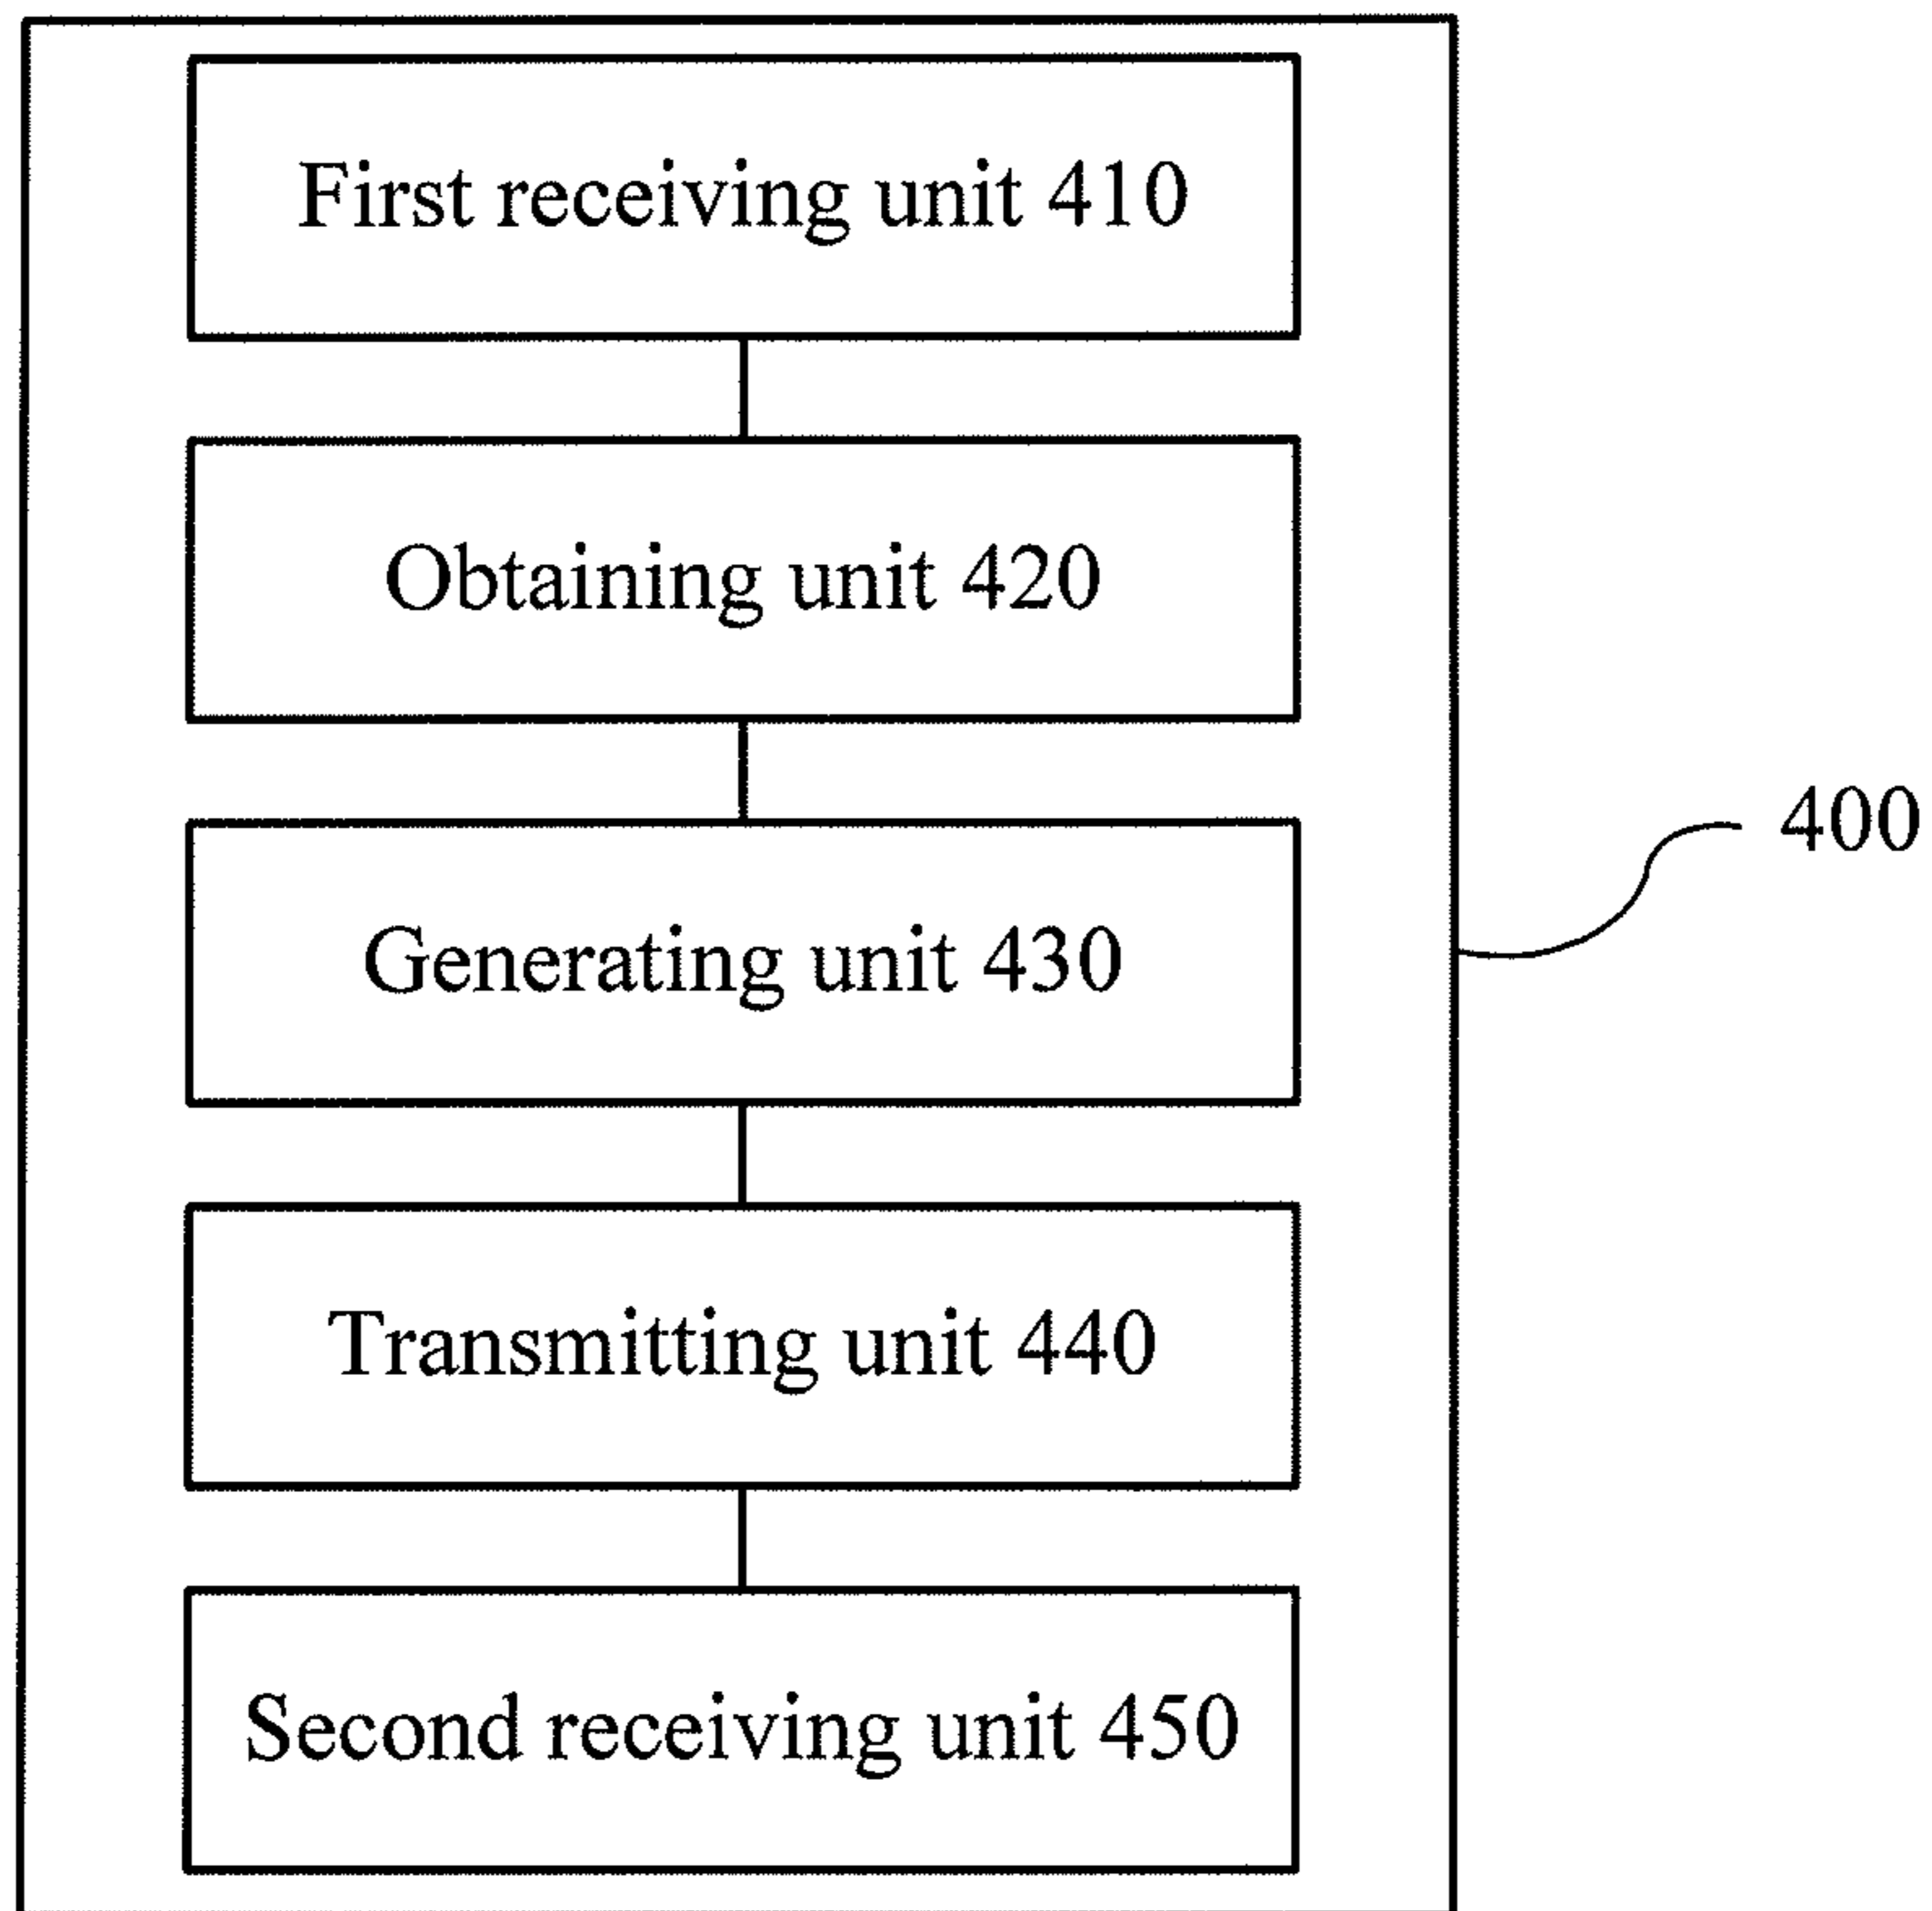 First receiving unit 410
Obtaining unit 420
400
Generating unit 430
Transmitting unit 440
Second receiving unit 450